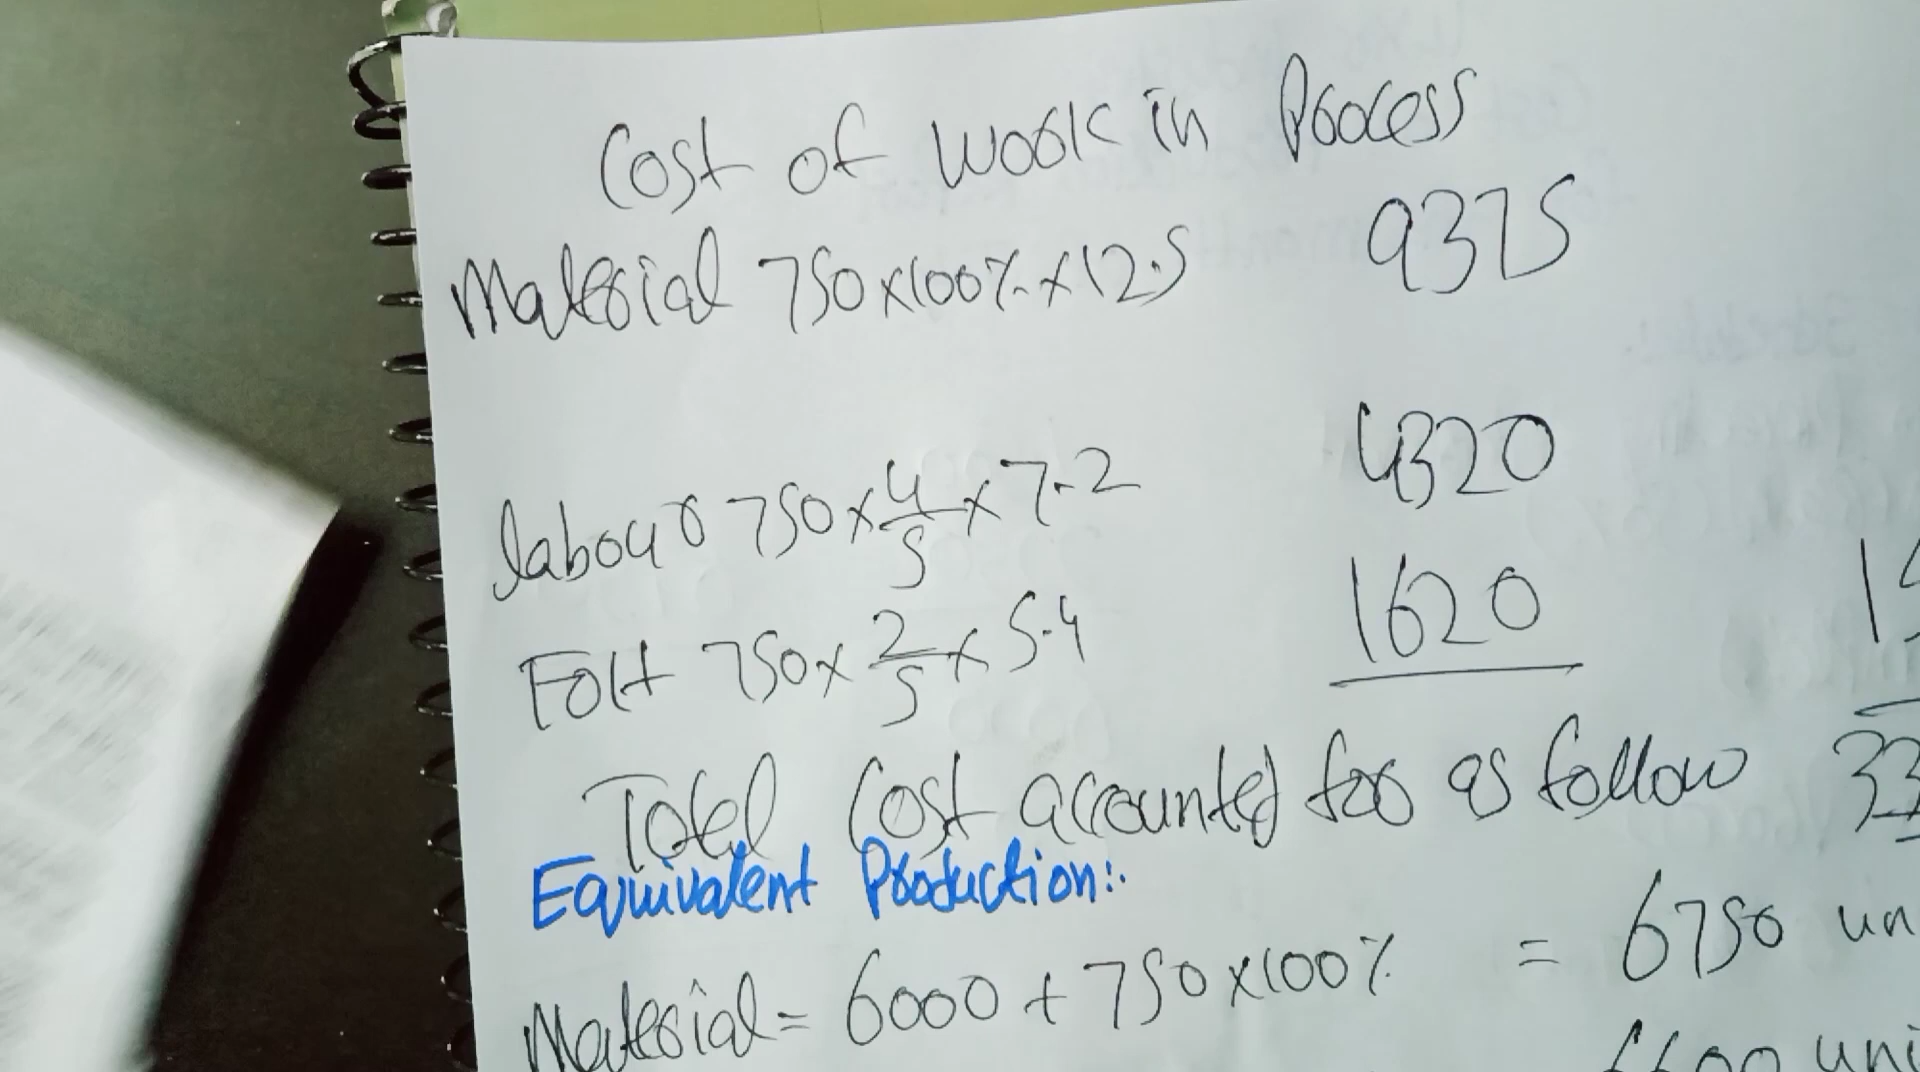 Cost of work in Process
Material 750x100%x12.5 9375
labour 750x4/5x7.2 4320
FOH 750x2/5x5.4 1620
Total Cost accounted for as follow
Equivalent Production:-
Material = 6000 + 750x100% = 6750